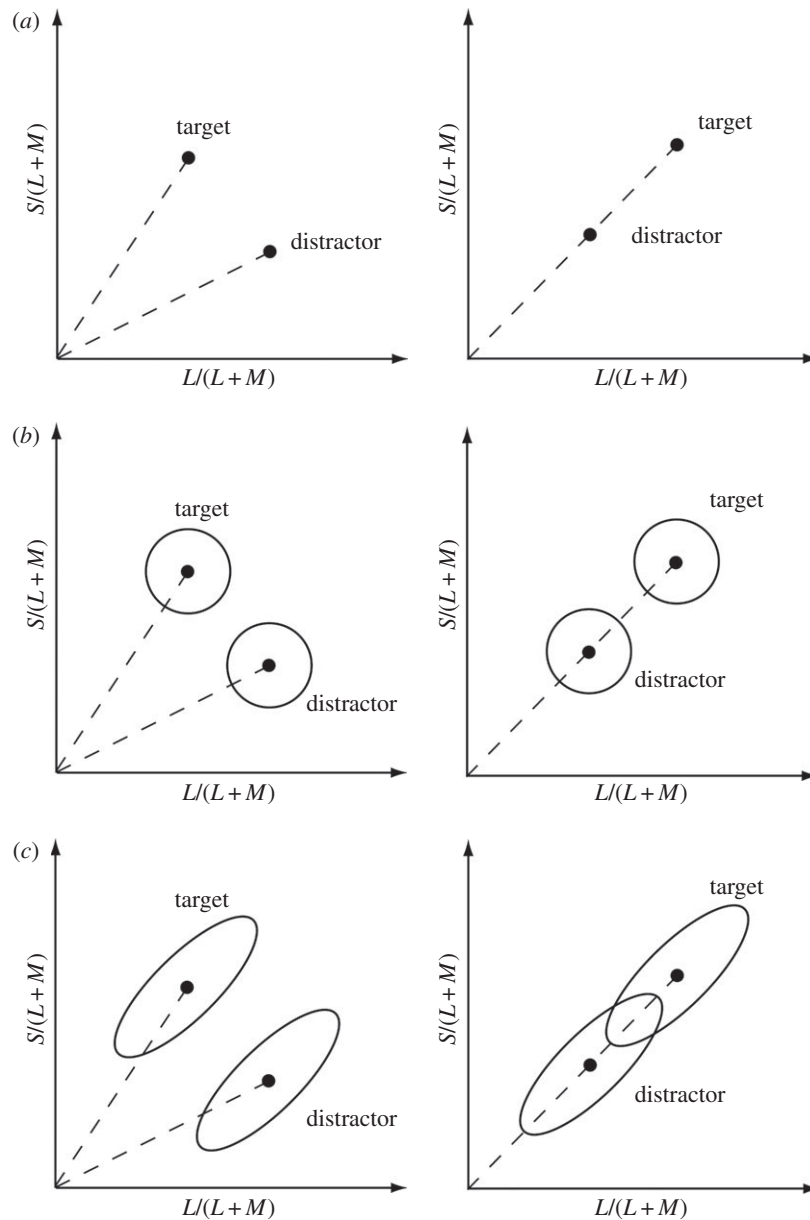 (a)
S/(L + M)
target
distractor
L/(L + M)
S/(L + M)
target
distractor
L/(L + M)
(b)
S/(L + M)
target
distractor
L/(L + M)
S/(L + M)
target
distractor
L/(L + M)
(c)
S/(L + M)
target
distractor
L/(L + M)
S/(L + M)
target
distractor
L/(L + M)